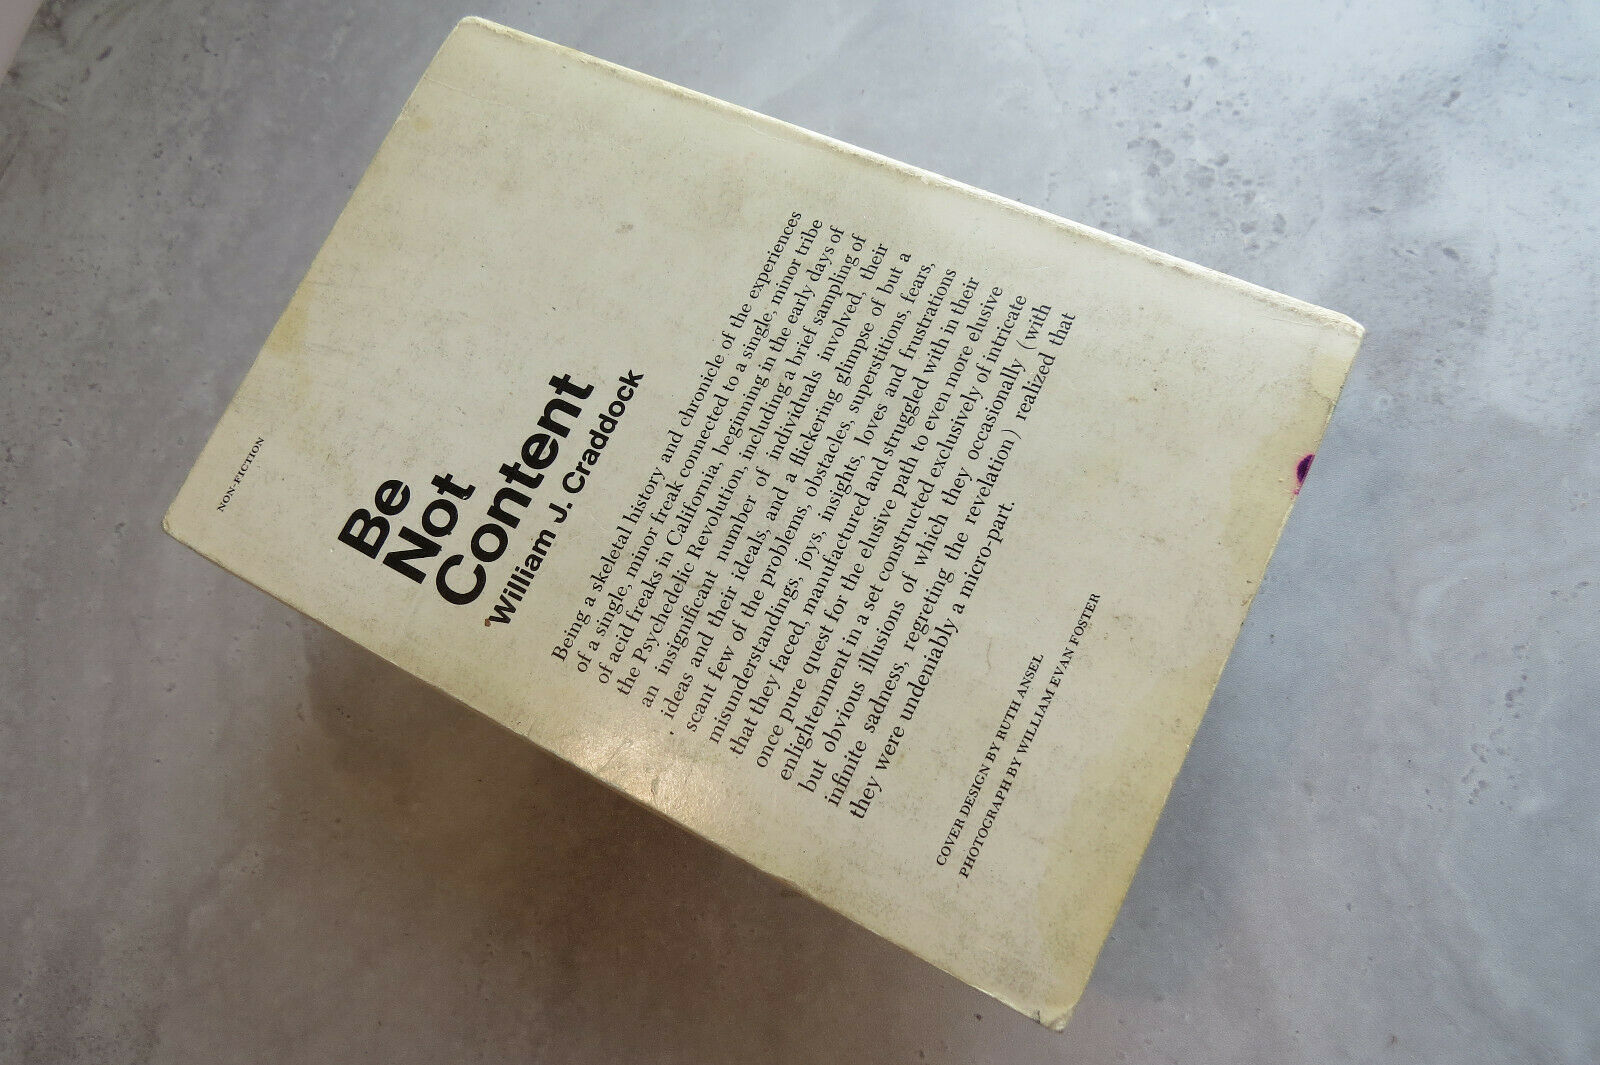 NON-FICTION
Be
Not
Content
William J. Craddock
Being a skeletal history and chronicle of the experiences
of a single, minor freak connected to a single, minor tribe
of acid freaks in California, beginning in the early days of
the Psychedelic Revolution, including a brief sampling of
an insignificant number of individuals involved, their
ideas and their ideals, and a flickering glimpse of but a
scant few of the problems, obstacles, superstitions, fears,
misunderstandings, joys, insights, loves and frustrations
that they faced, manufactured and struggled with in their
once pure quest for the elusive path to even more elusive
enlightenment in a set constructed exclusively of intricate
but obvious illusions of which they occasionally (with
infinite sadness, regreting the revelation) realized that
they were undeniably a micro-part.
COVER DESIGN BY RUTH ANSEL
PHOTOGRAPH BY WILLIAM EVAN FOSTER